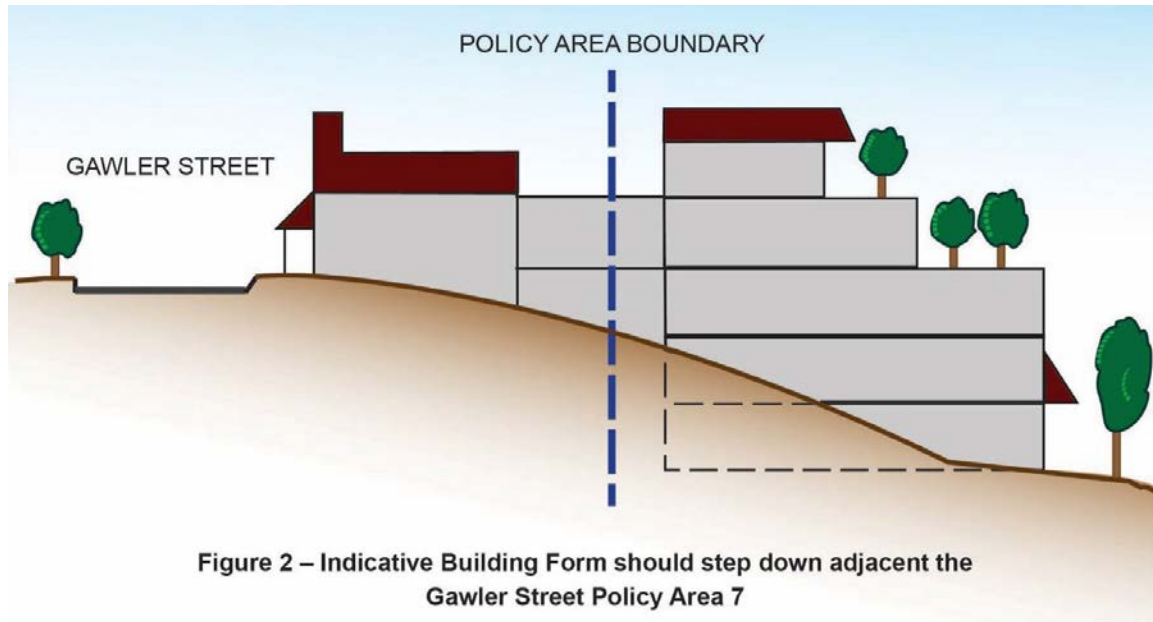 POLICY AREA BOUNDARY
GAWLER STREET
Figure 2 – Indicative Building Form should step down adjacent the
Gawler Street Policy Area 7